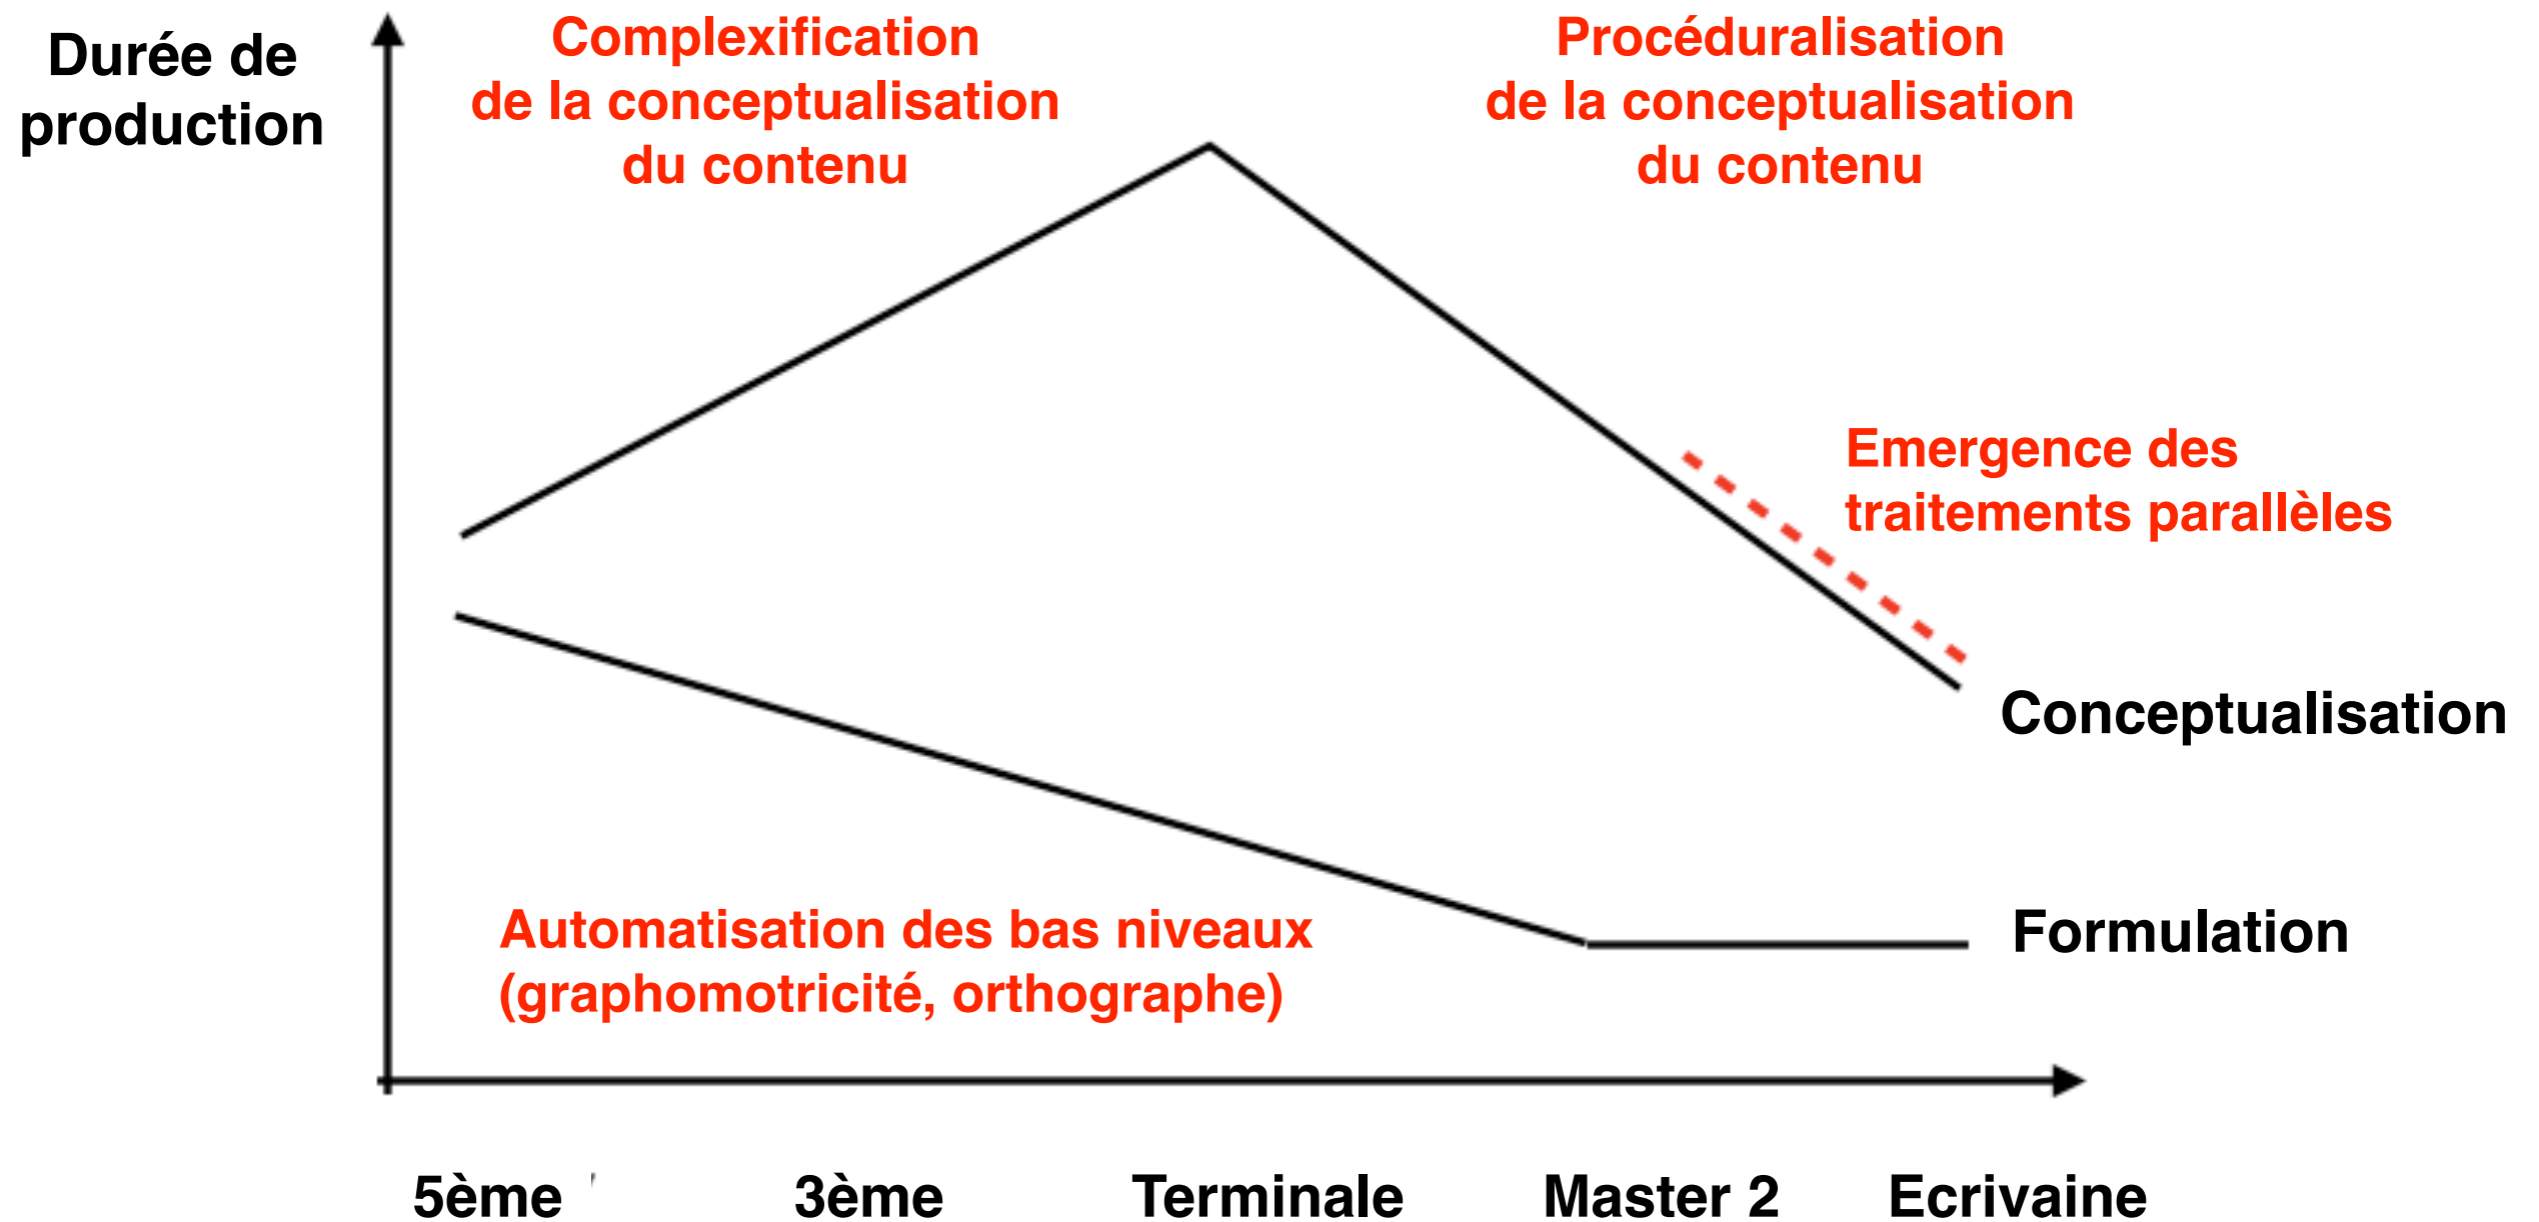 Durée de
production
Complexification
de la conceptualisation
du contenu
Procéduralisation
de la conceptualisation
du contenu
Emergence des
traitements parallèles
Conceptualisation
Formulation
Automatisation des bas niveaux
(graphomotricité, orthographe)
5ème 3ème Terminale Master 2 Ecrivaine